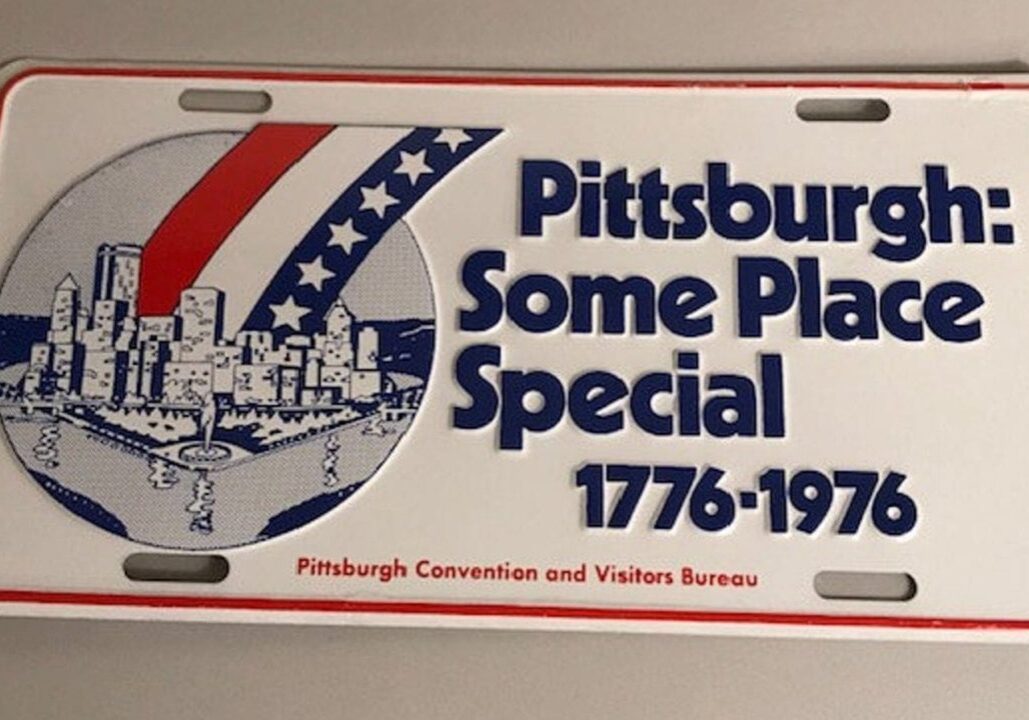 Pittsburgh:
Some Place
Special
1776-1976
Pittsburgh Convention and Visitors Bureau